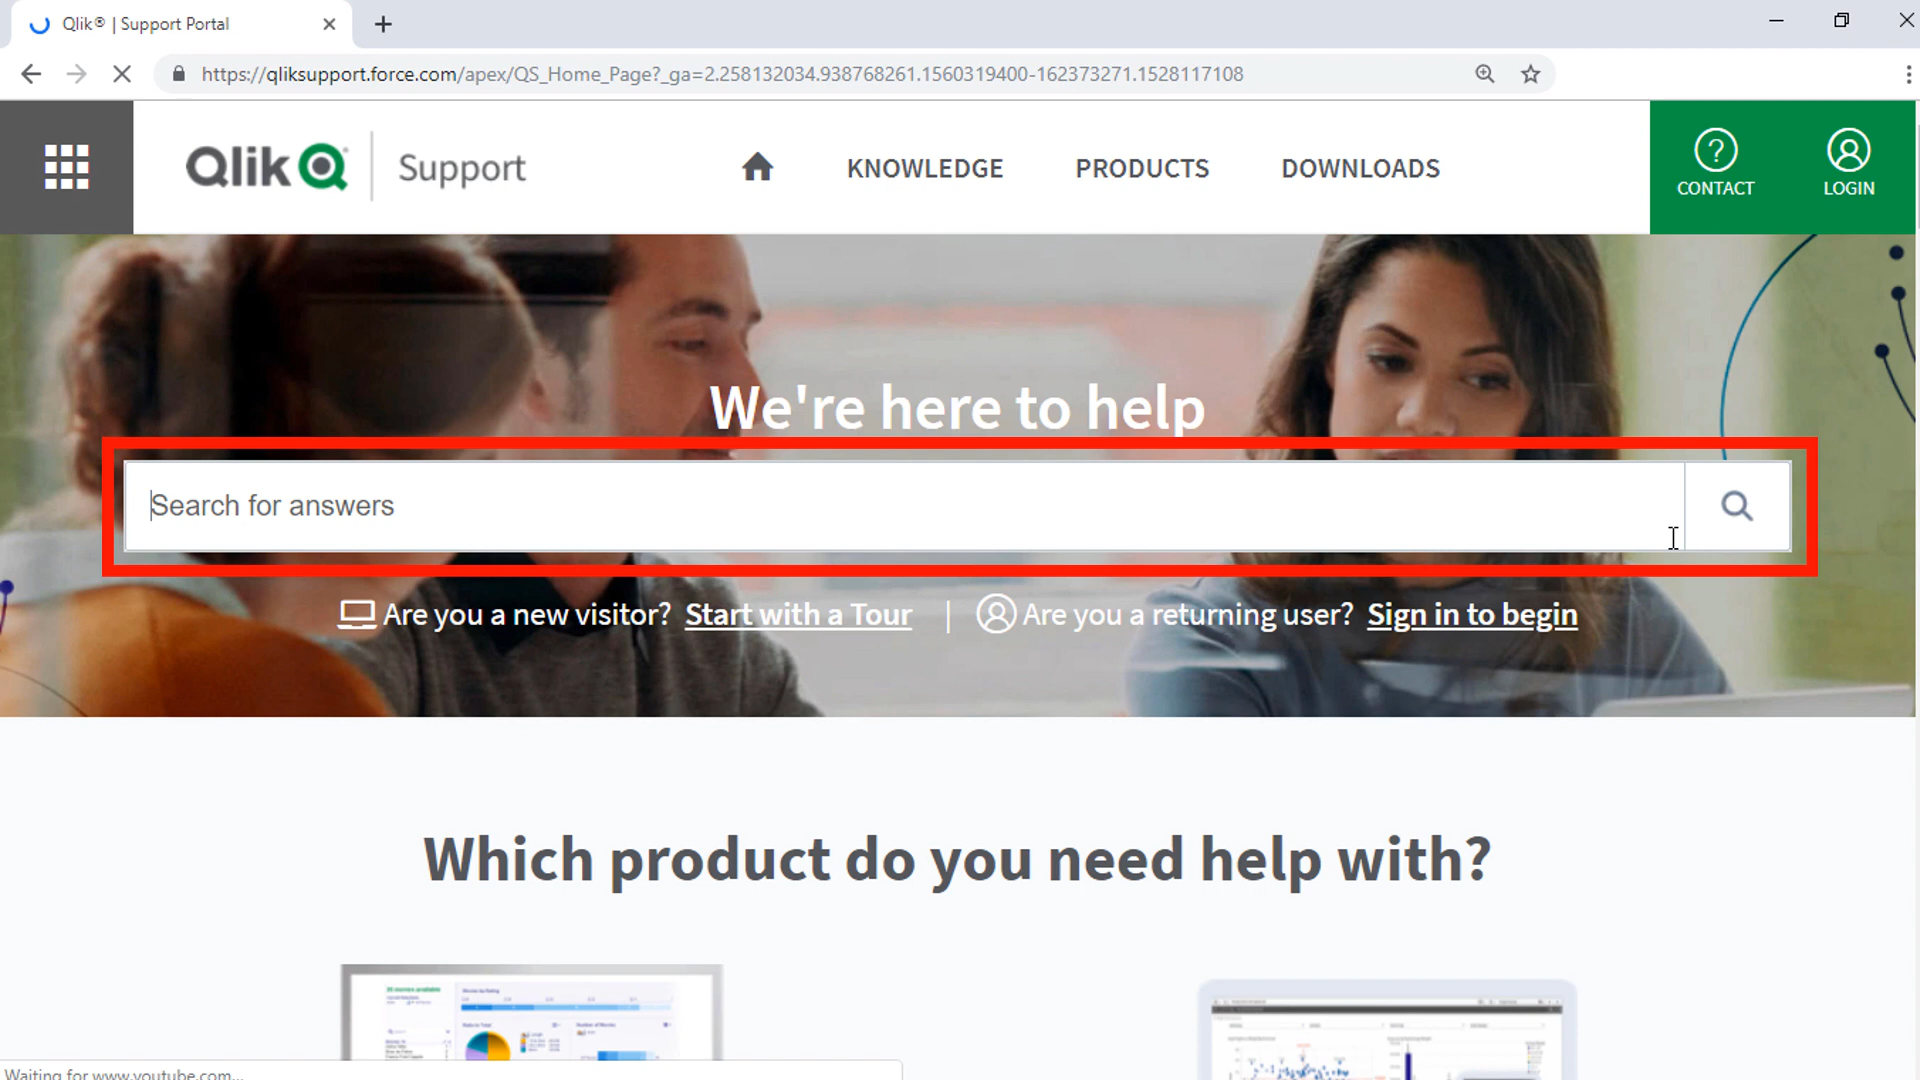 Qlik® | Support Portal
https://qliksupport.force.com/apex/QS_Home_Page?_ga=2.258132034.938768261.1560319400-162373271.1528117108
Qlik Support
KNOWLEDGE PRODUCTS DOWNLOADS
CONTACT LOGIN
We're here to help
Search for answers
Are you a new visitor? Start with a Tour | Are you a returning user? Sign in to begin
Which product do you need help with?
Waiting for www.youtube.com...